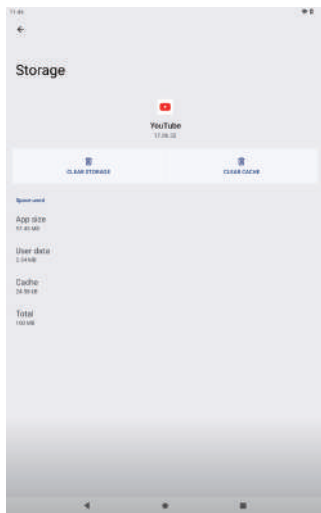 Storage
YouTube
CLEAR STORAGE
CLEAR CACHE
Space used
App size
User data
Cache
Total